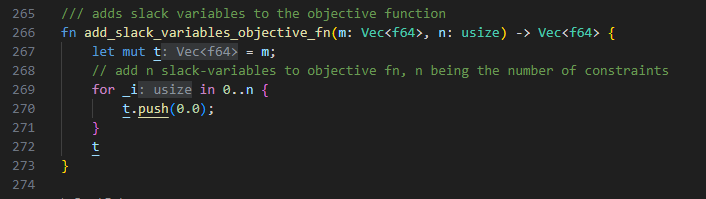 265 /// adds slack variables to the objective function
266 fn add_slack_variables_objective_fn(m: Vec<f64>, n: usize) -> Vec<f64> {
267     let mut t: Vec<f64> = m;
268     // add n slack-variables to objective fn, n being the number of constraints
269     for _i: usize in 0..n {
270         t.push(0.0);
271     }
272     t
273 }
274